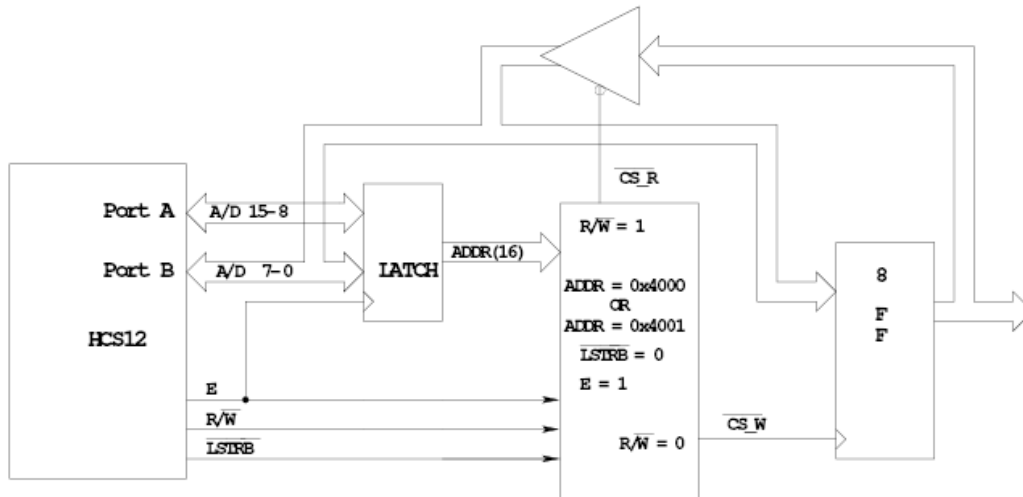 CS_R
Port A
A/D 15-8
R/W = 1
Port B
A/D 7-0
LATCH
ADDR(16)
ADDR = 0x4000
OR
ADDR = 0x4001
LSTRB = 0
E = 1
HCS12
8
F
F
E
R/W
LSTRB
R/W = 0
CS_W